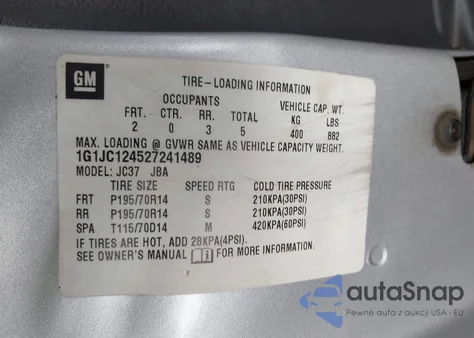 GM
TIRE-LOADING INFORMATION
OCCUPANTS VEHICLE CAP. WT.
FRT. CTR. RR. TOTAL KG LBS
2 0 3 5 400 882
MAX. LOADING @ GVWR SAME AS VEHICLE CAPACITY WEIGHT.
1G1JC124527241489
MODEL: JC37 JBA
TIRE SIZE SPEED RTG COLD TIRE PRESSURE
FRT P195/70R14 S 210KPA(30PSI)
RR P195/70R14 S 210KPA(30PSI)
SPA T115/70D14 M 420KPA(60PSI)
IF TIRES ARE HOT, ADD 28KPA(4PSI).
SEE OWNER'S MANUAL i FOR MORE INFORMATION.
autoSnap
Pewne auta z aukcji USA - EU